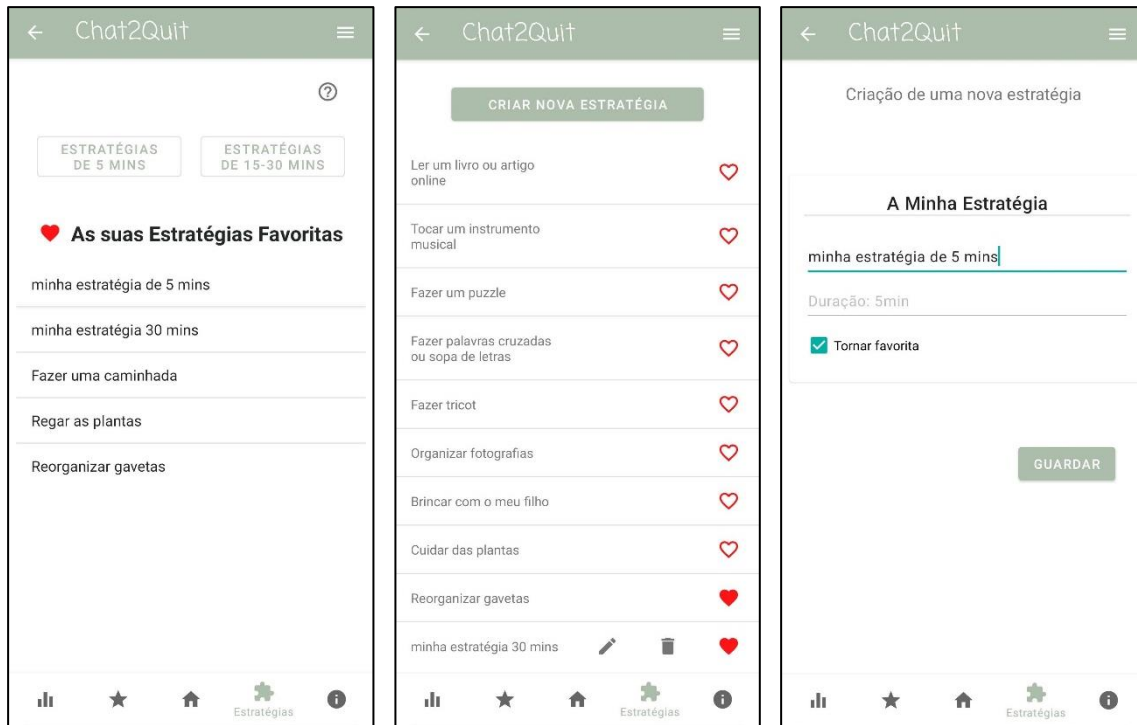 Chat2Quit
ESTRATÉGIAS
DE 5 MINS
ESTRATÉGIAS
DE 15-30 MINS
As suas Estratégias Favoritas
minha estratégia de 5 mins
minha estratégia 30 mins
Fazer uma caminhada
Regar as plantas
Reorganizar gavetas
Estratégias
Chat2Quit
CRIAR NOVA ESTRATÉGIA
Ler um livro ou artigo
online
Tocar um instrumento
musical
Fazer um puzzle
Fazer palavras cruzadas
ou sopa de letras
Fazer tricot
Organizar fotografias
Brincar com o meu filho
Cuidar das plantas
Reorganizar gavetas
minha estratégia 30 mins
Estratégias
Chat2Quit
Criação de uma nova estratégia
A Minha Estratégia
minha estratégia de 5 mins
Duração: 5min
Tornar favorita
GUARDAR
Estratégias